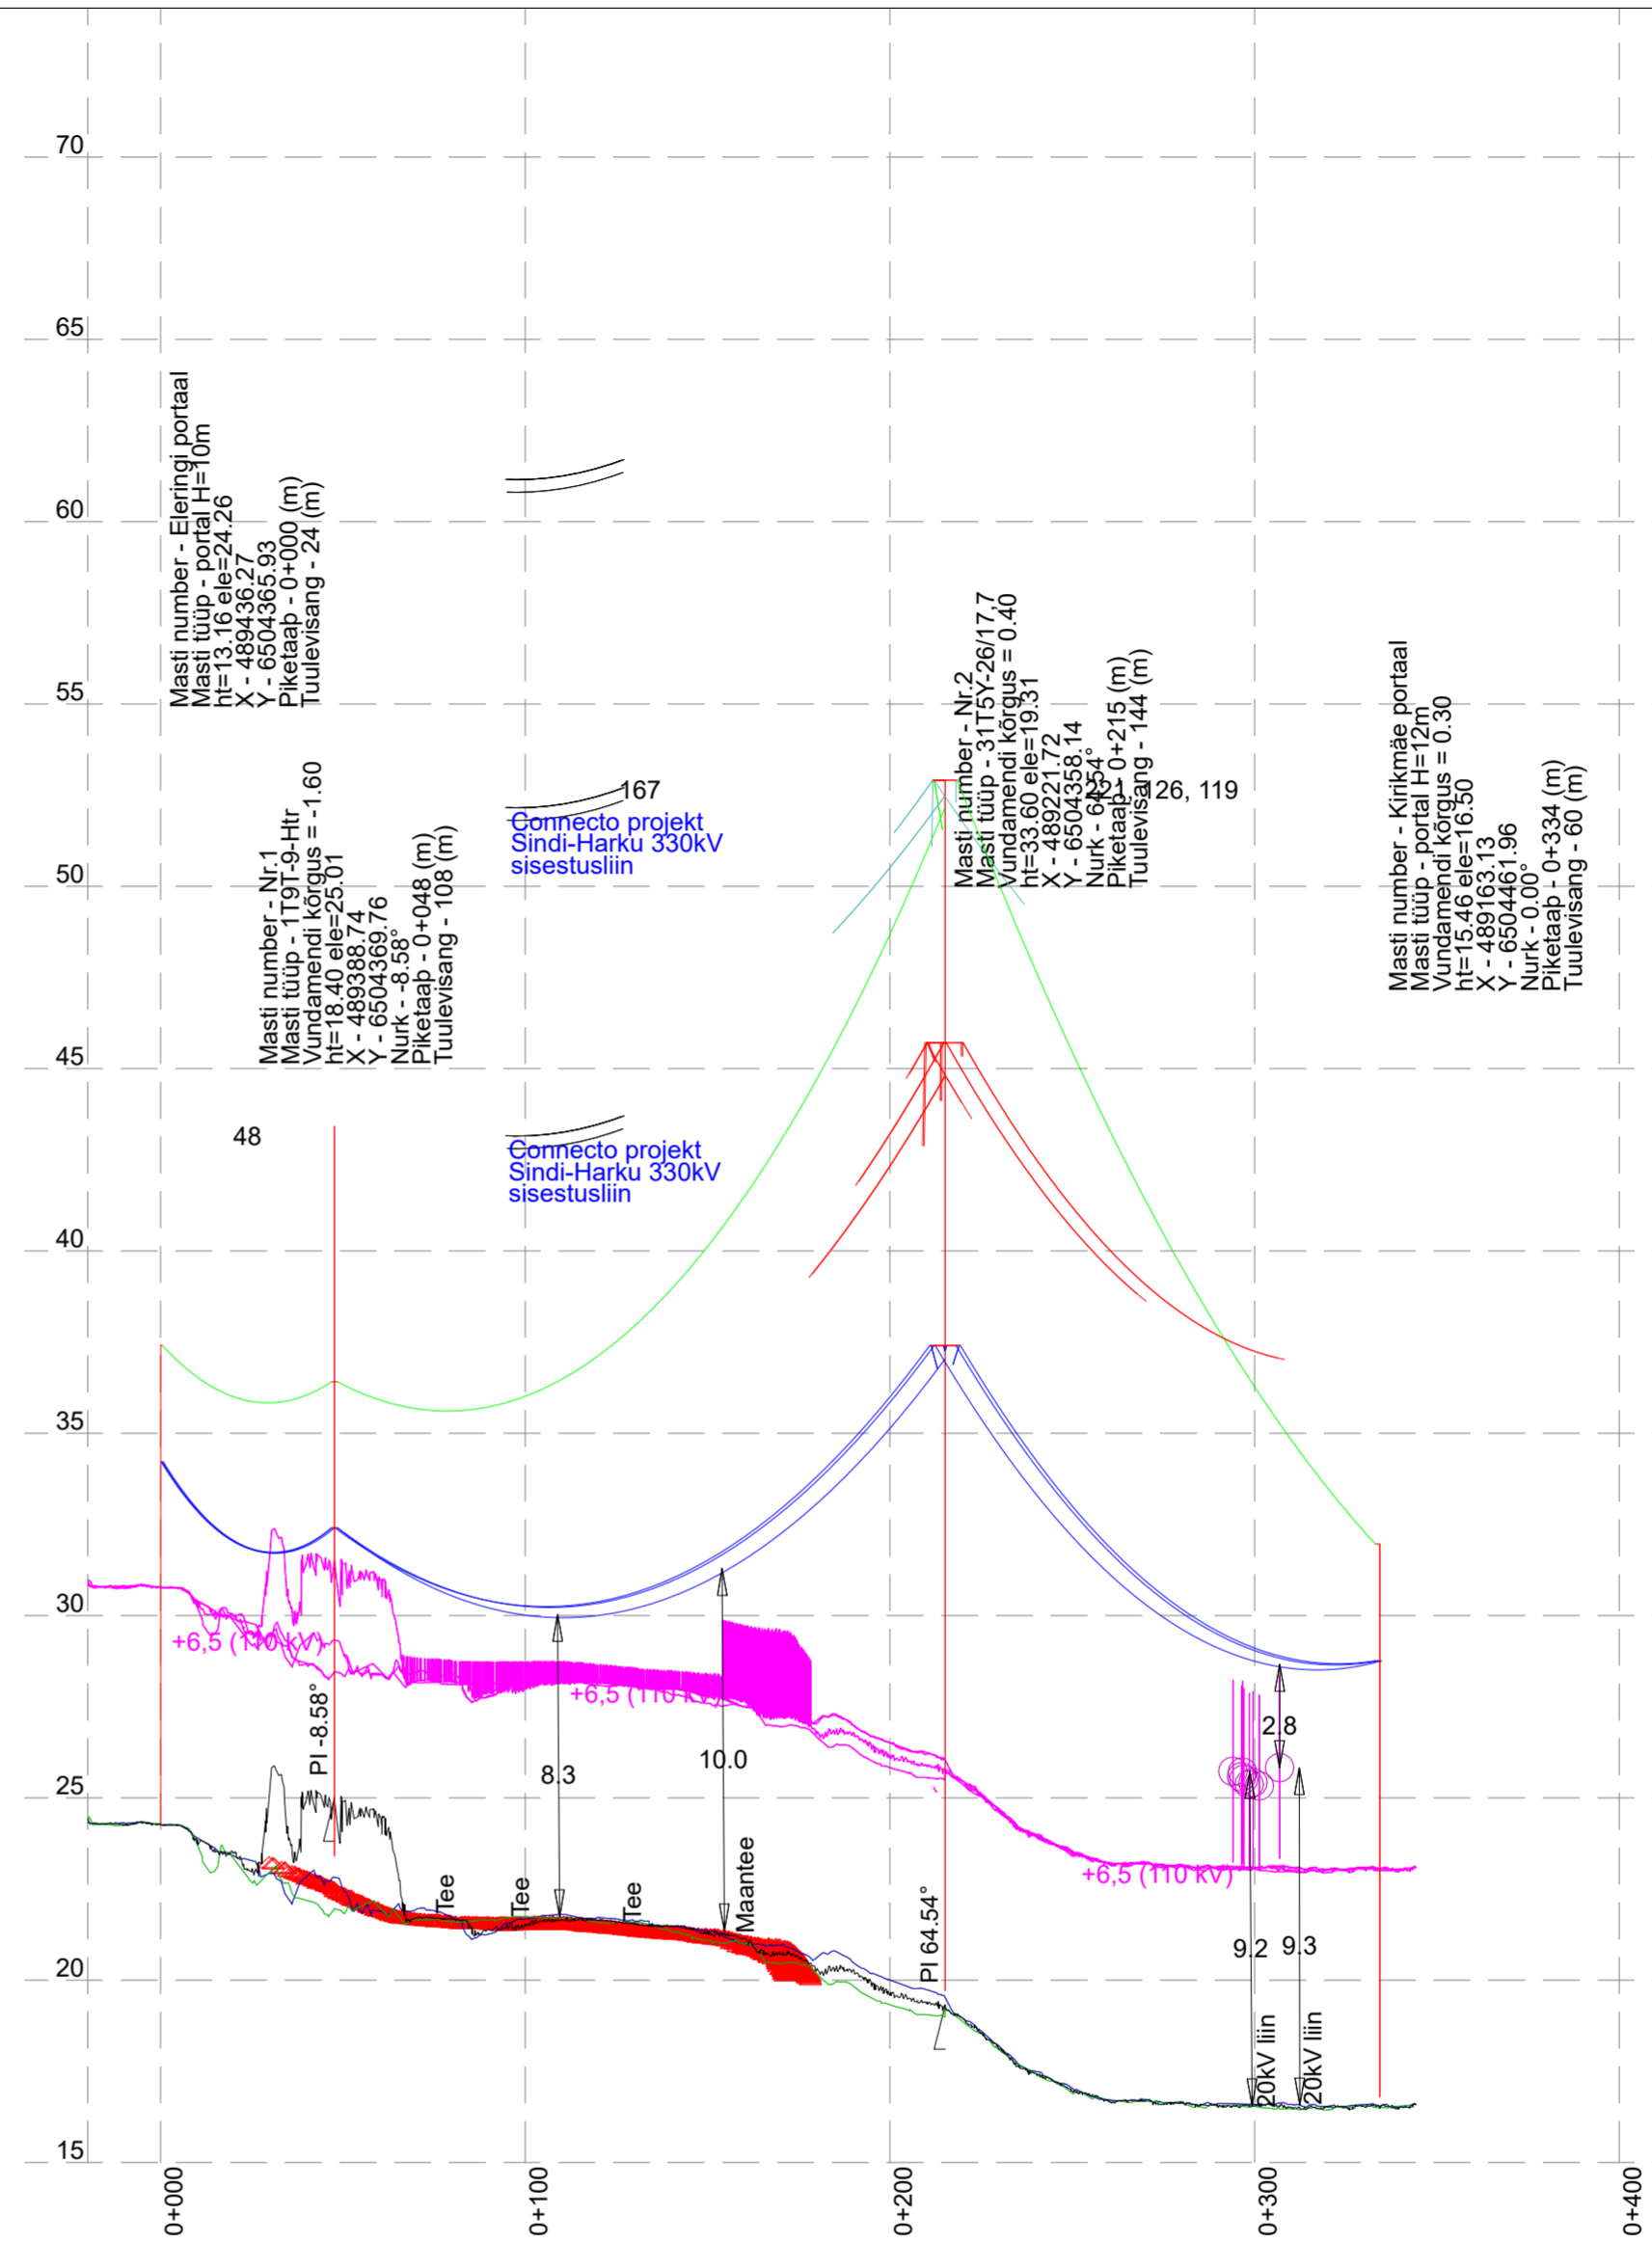 70
65
60
55
50
45
40
35
30
25
20
15
Masti number - Eleringi portaal
Masti tüüp - portal H=10m
ht=13.16 ele=24.26
X - 489436.27
Y - 6504365.93
Piketaap - 0+000 (m)
Tuulevisang - 24 (m)
Masti number - Nr.1
Masti tüüp - 1T9T-9-Htr
Vundamendi kõrgus = -1.60
ht=18.40 ele=25.01
X - 489388.74
Y - 6504369.76
Nurk - -8.58°
Piketaap - 0+048 (m)
Tuulevisang - 108 (m)
48
167
Connecto projekt
Sindi-Harku 330kV
sisestusliin
Connecto projekt
Sindi-Harku 330kV
sisestusliin
Masti number - Nr.2
Masti tüüp - 31T5Y-26/17,7
Vundamendi kõrgus = 0.40
ht=33.60 ele=19.31
X - 489221.72
Y - 6504358.14
Nurk - 64.54°
Piketaap - 0+215 (m)
Tuulevisang - 144 (m)
221, 126, 119
Masti number - Kirikmäe portaal
Masti tüüp - portal H=12m
Vundamendi kõrgus = 0.30
ht=15.46 ele=16.50
X - 489163.13
Y - 6504461.96
Nurk - 0.00°
Piketaap - 0+334 (m)
Tuulevisang - 60 (m)
+6,5 (110 kV)
+6,5 (110 kV)
+6,5 (110 kV)
PI -8.58°
8.3
10.0
2.8
9.2
9.3
Tee
Tee
Tee
Maantee
PI 64.54°
20kV liin
20kV liin
0+000
0+100
0+200
0+300
0+400